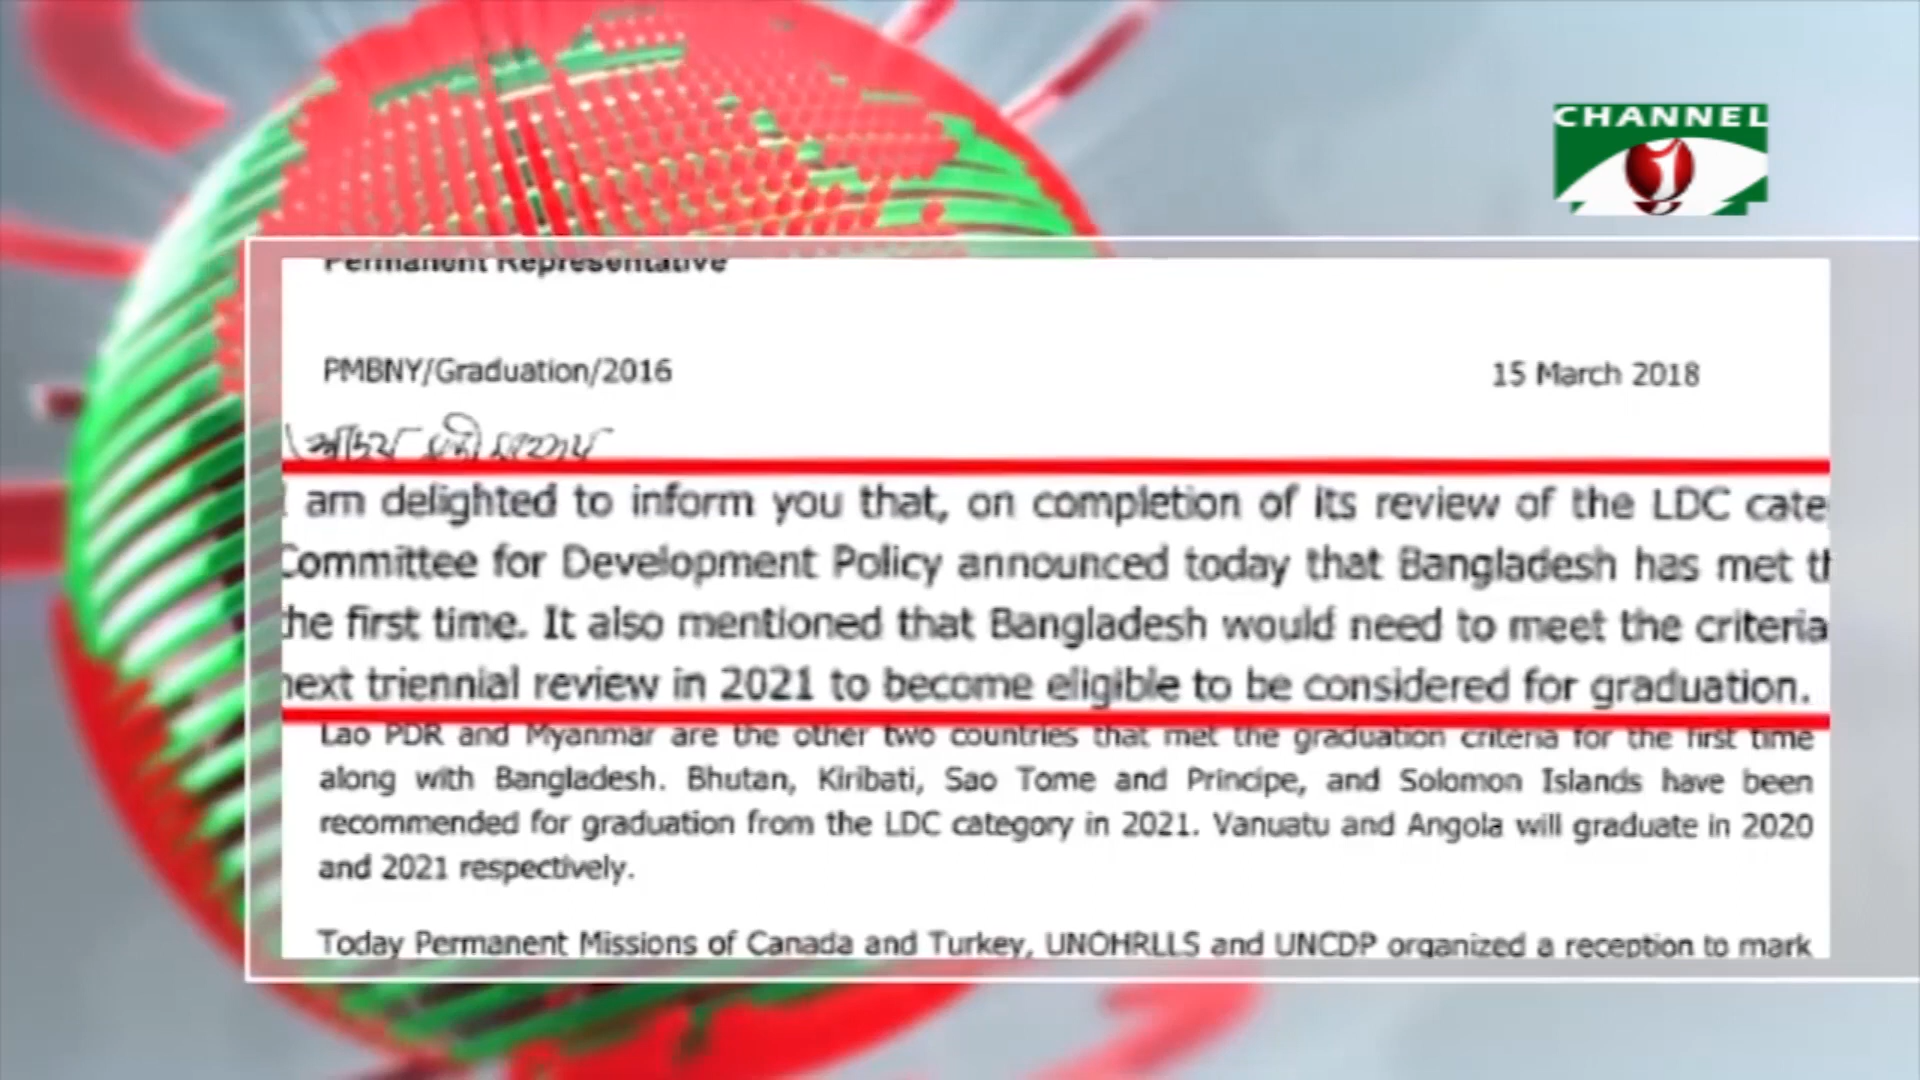 CHANNEL
i
Permanent Representative
PMBNY/Graduation/2016
15 March 2018
I am delighted to inform you that, on completion of its review of the LDC cate
Committee for Development Policy announced today that Bangladesh has met th
the first time. It also mentioned that Bangladesh would need to meet the criteria
next triennial review in 2021 to become eligible to be considered for graduation.
Lao PDR and Myanmar are the other two countries that met the graduation criteria for the first time
along with Bangladesh. Bhutan, Kiribati, Sao Tome and Principe, and Solomon Islands have been
recommended for graduation from the LDC category in 2021. Vanuatu and Angola will graduate in 2020
and 2021 respectively.
Today Permanent Missions of Canada and Turkey, UNOHRLLS and UNCDP organized a reception to mark